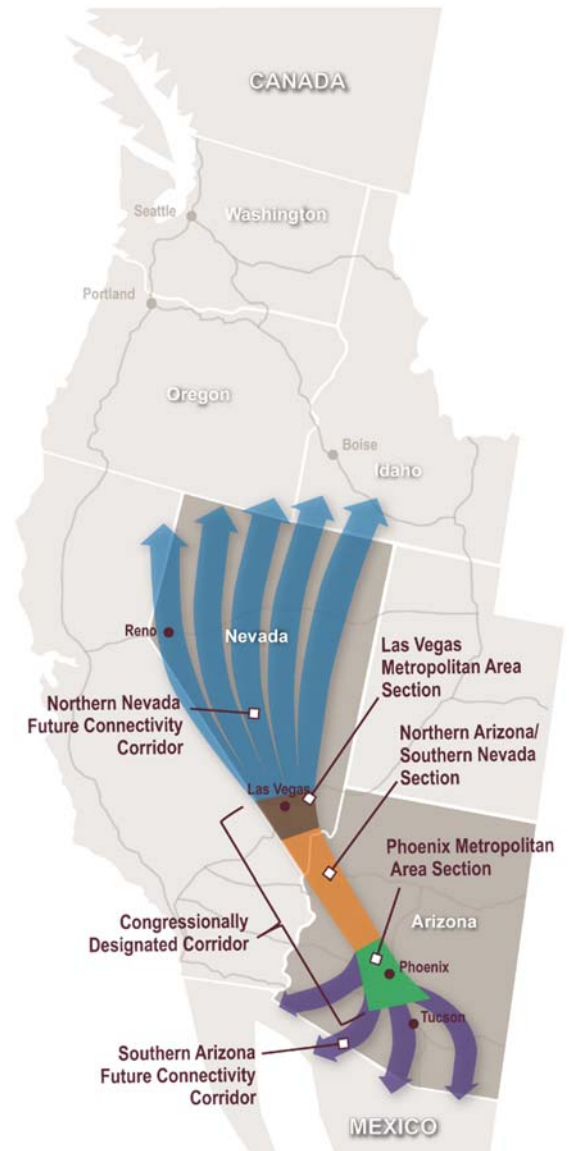 CANADA
Seattle
Washington
Portland
Oregon
Boise
Idaho
Reno
Nevada
Las Vegas
Metropolitan Area
Section
Northern Nevada
Future Connectivity
Corridor
Northern Arizona/
Southern Nevada
Section
Las Vegas
Phoenix Metropolitan
Area Section
Congressionally
Designated Corridor
Arizona
Phoenix
Tucson
Southern Arizona
Future Connectivity
Corridor
MEXICO